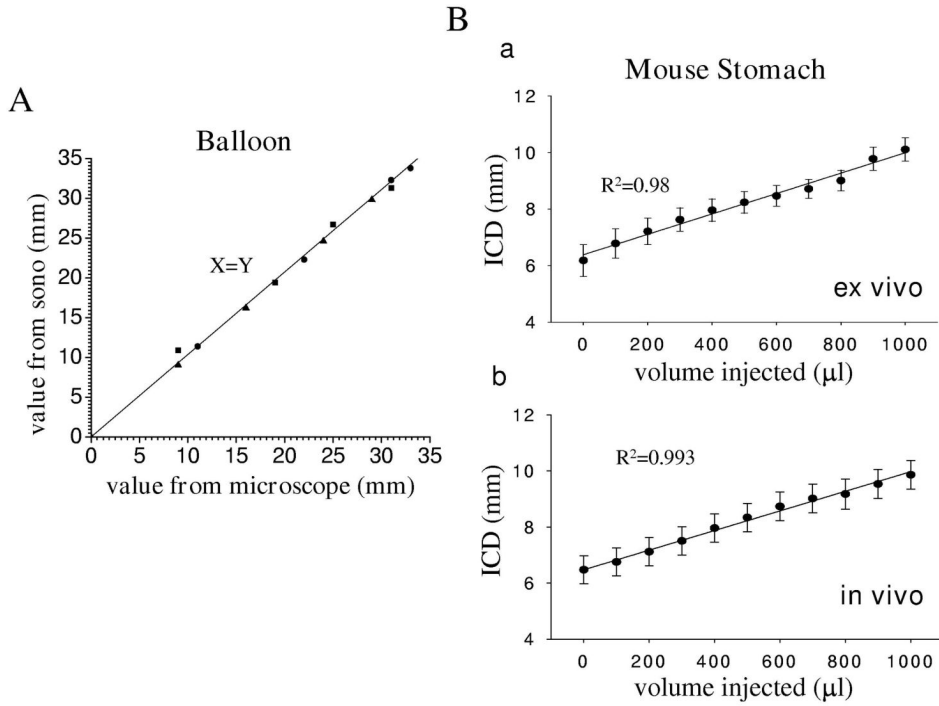 A
Balloon
35
30
25
20
15
10
5
0
value from sono (mm)
X=Y
0 5 10 15 20 25 30 35
value from microscope (mm)
B
a
Mouse Stomach
12
10
8
6
4
ICD (mm)
R²=0.98
ex vivo
0 200 400 600 800 1000
volume injected (μl)
b
12
10
8
6
4
ICD (mm)
R²=0.993
in vivo
0 200 400 600 800 1000
volume injected (μl)